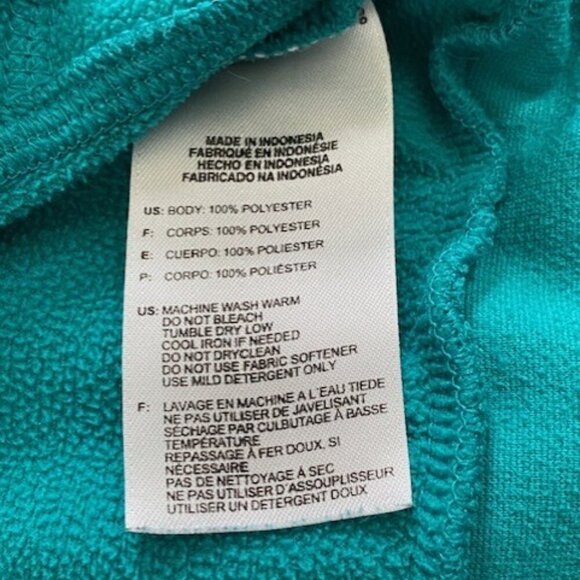 MADE IN INDONESIA
FABRIQUÉ EN INDONÉSIE
HECHO EN INDONESIA
FABRICADO NA INDONÉSIA
US: BODY: 100% POLYESTER
F: CORPS: 100% POLYESTER
E: CUERPO: 100% POLIESTER
P: CORPO: 100% POLIÉSTER
US: MACHINE WASH WARM
DO NOT BLEACH
TUMBLE DRY LOW
COOL IRON IF NEEDED
DO NOT DRYCLEAN
DO NOT USE FABRIC SOFTENER
USE MILD DETERGENT ONLY
F: LAVAGE EN MACHINE A L'EAU TIEDE
NE PAS UTILISER DE JAVELISANT
SÉCHAGE PAR CULBUTAGE À BASSE
TEMPÉRATURE
REPASSAGE À FER DOUX, SI
NÉCESSAIRE
PAS DE NETTOYAGE À SEC
NE PAS UTILISER D'ASSOUPLISSEUR
UTILISER UN DETERGENT DOUX